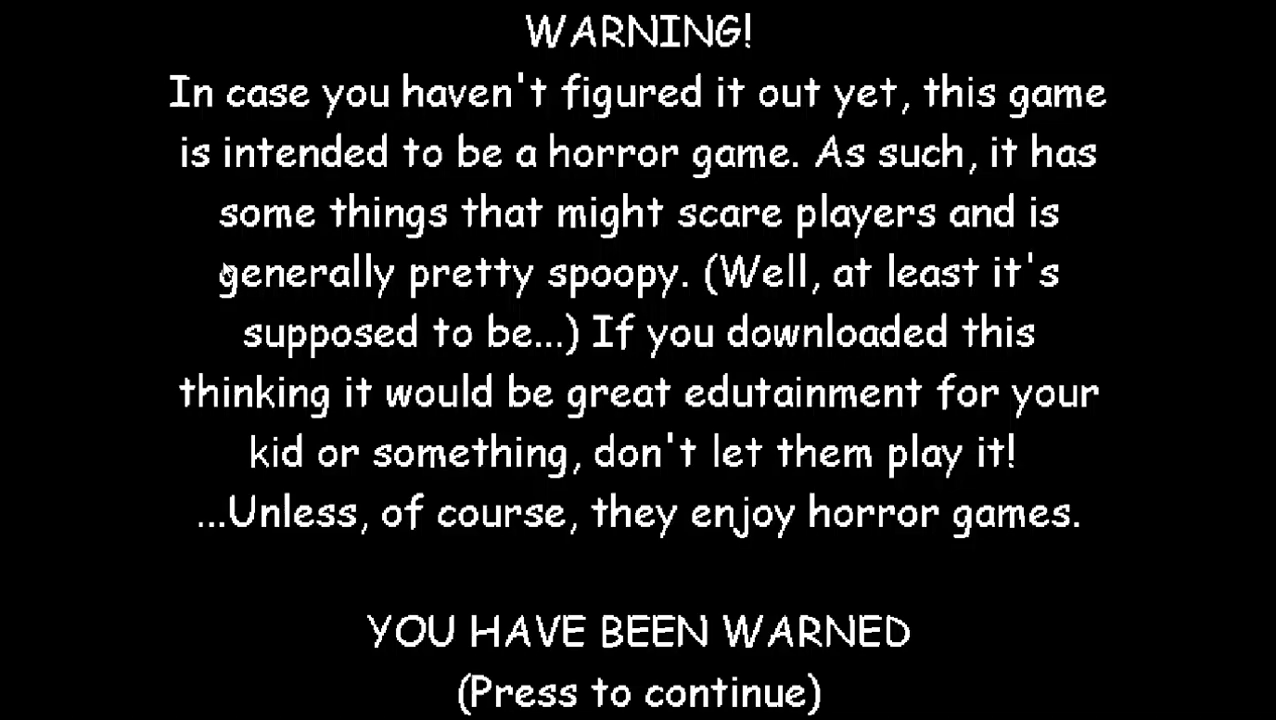 WARNING!
In case you haven't figured it out yet, this game
is intended to be a horror game. As such, it has
some things that might scare players and is
generally pretty spoopy. (Well, at least it's
supposed to be...) If you downloaded this
thinking it would be great edutainment for your
kid or something, don't let them play it!
...Unless, of course, they enjoy horror games.
YOU HAVE BEEN WARNED
(Press to continue)